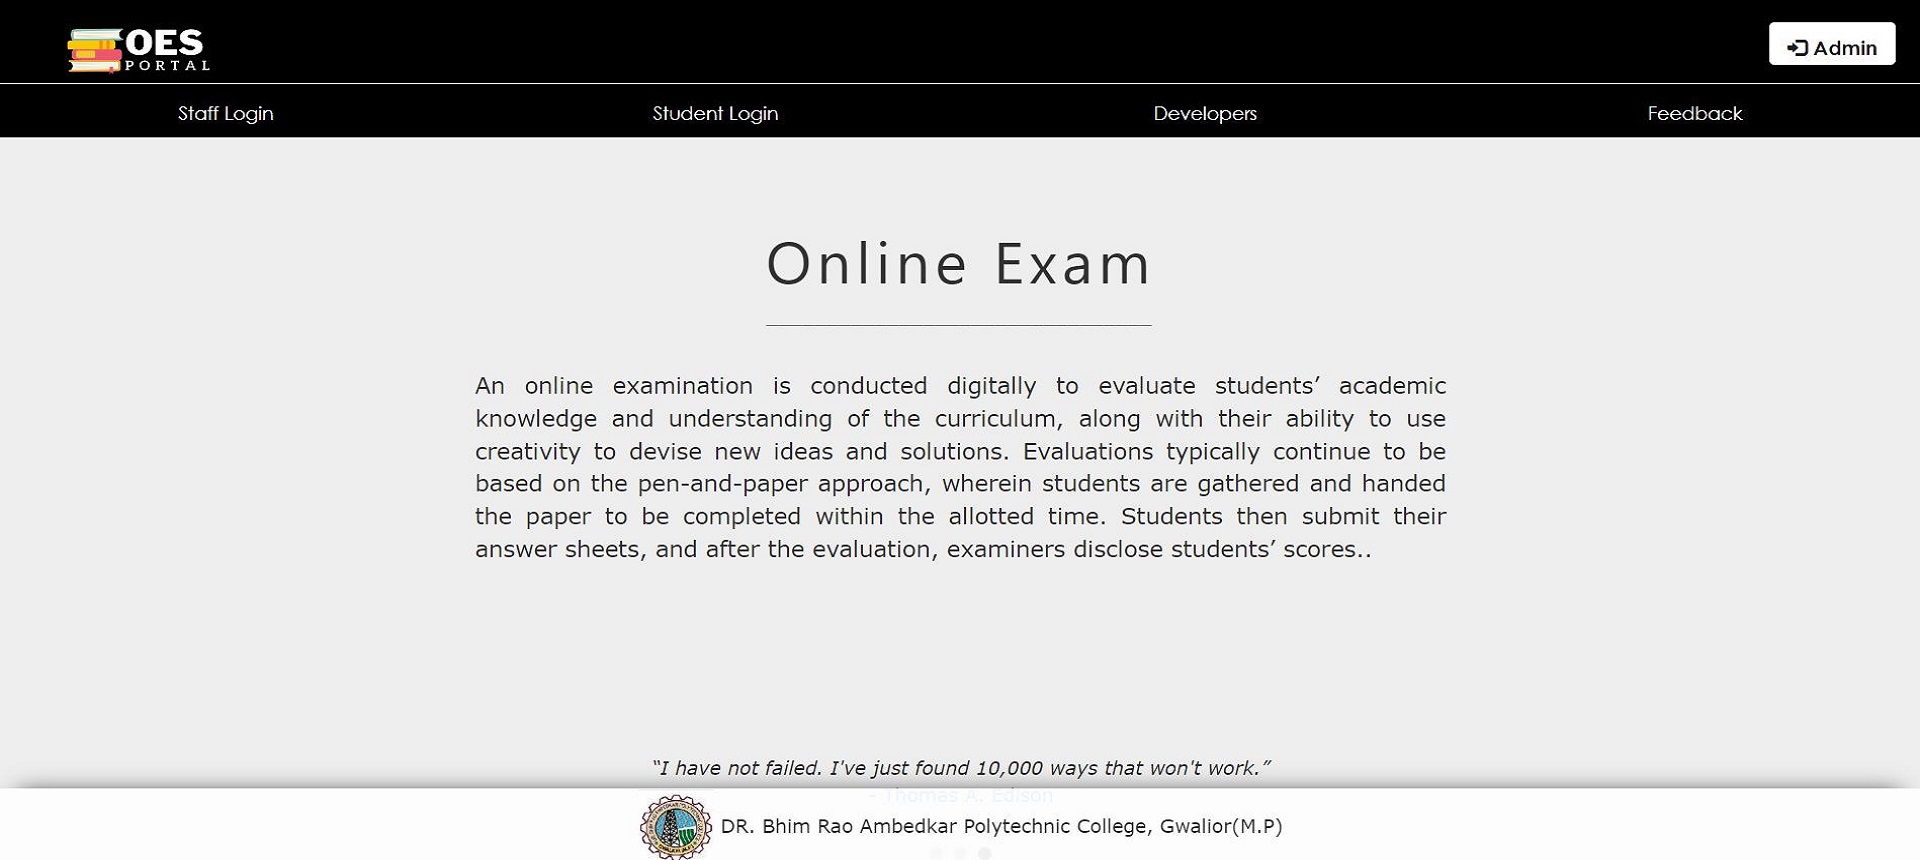 OES
PORTAL
Admin
Staff Login
Student Login
Developers
Feedback
Online Exam
An online examination is conducted digitally to evaluate students’ academic
knowledge and understanding of the curriculum, along with their ability to use
creativity to devise new ideas and solutions. Evaluations typically continue to be
based on the pen-and-paper approach, wherein students are gathered and handed
the paper to be completed within the allotted time. Students then submit their
answer sheets, and after the evaluation, examiners disclose students’ scores..
“I have not failed. I've just found 10,000 ways that won't work.”
- Thomas A. Edison
DR. Bhim Rao Ambedkar Polytechnic College, Gwalior(M.P)